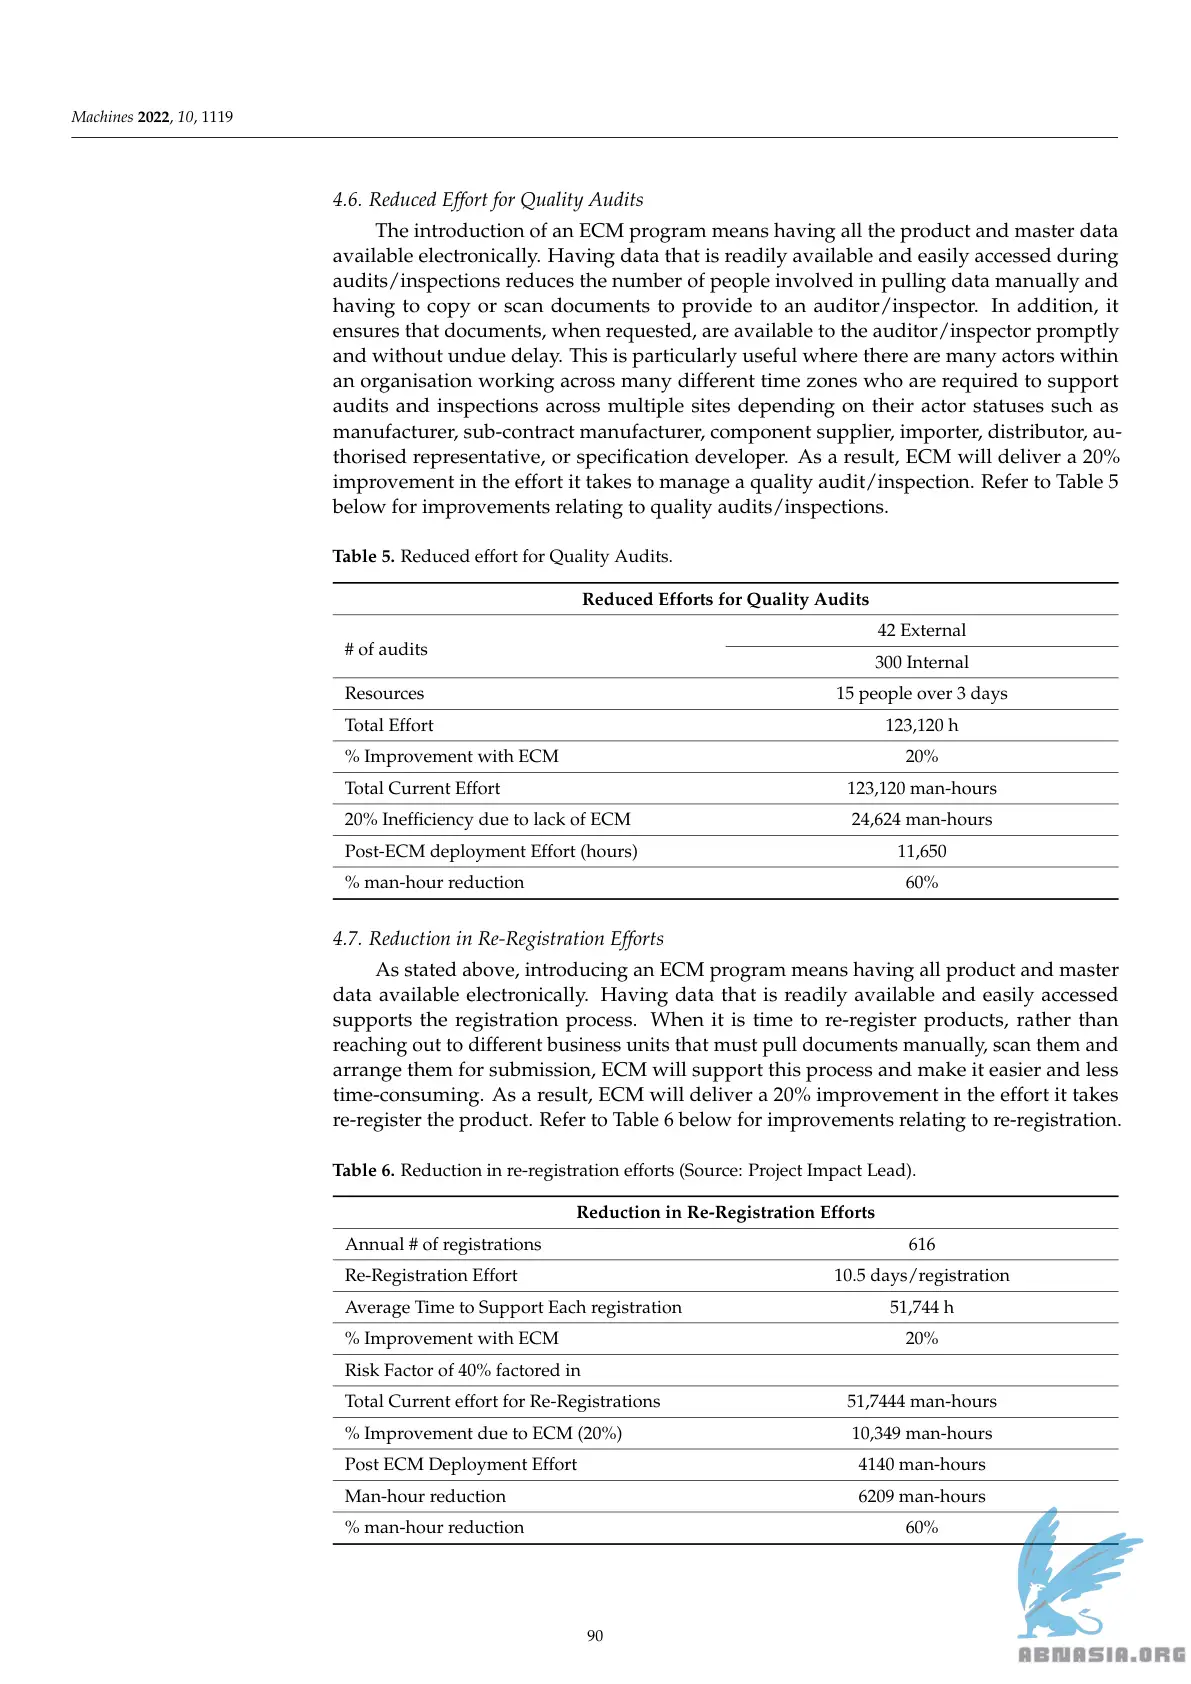 Machines 2022, 10, 1119
4.6. Reduced Effort for Quality Audits
The introduction of an ECM program means having all the product and master data
available electronically. Having data that is readily available and easily accessed during
audits/inspections reduces the number of people involved in pulling data manually and
having to copy or scan documents to provide to an auditor/inspector. In addition, it
ensures that documents, when requested, are available to the auditor/inspector promptly
and without undue delay. This is particularly useful where there are many actors within
an organisation working across many different time zones who are required to support
audits and inspections across multiple sites depending on their actor statuses such as
manufacturer, sub-contract manufacturer, component supplier, importer, distributor, au-
thorised representative, or specification developer. As a result, ECM will deliver a 20%
improvement in the effort it takes to manage a quality audit/inspection. Refer to Table 5
below for improvements relating to quality audits/inspections.
Table 5. Reduced effort for Quality Audits.
Reduced Efforts for Quality Audits
# of audits
42 External
300 Internal
Resources 15 people over 3 days
Total Effort 123,120 h
% Improvement with ECM 20%
Total Current Effort 123,120 man-hours
20% Inefficiency due to lack of ECM 24,624 man-hours
Post-ECM deployment Effort (hours) 11,650
% man-hour reduction 60%
4.7. Reduction in Re-Registration Efforts
As stated above, introducing an ECM program means having all product and master
data available electronically. Having data that is readily available and easily accessed
supports the registration process. When it is time to re-register products, rather than
reaching out to different business units that must pull documents manually, scan them and
arrange them for submission, ECM will support this process and make it easier and less
time-consuming. As a result, ECM will deliver a 20% improvement in the effort it takes
re-register the product. Refer to Table 6 below for improvements relating to re-registration.
Table 6. Reduction in re-registration efforts (Source: Project Impact Lead).
Reduction in Re-Registration Efforts
Annual # of registrations 616
Re-Registration Effort 10.5 days/registration
Average Time to Support Each registration 51,744 h
% Improvement with ECM 20%
Risk Factor of 40% factored in
Total Current effort for Re-Registrations 51,7444 man-hours
% Improvement due to ECM (20%) 10,349 man-hours
Post ECM Deployment Effort 4140 man-hours
Man-hour reduction 6209 man-hours
% man-hour reduction 60%
90
ABNASIA.ORG